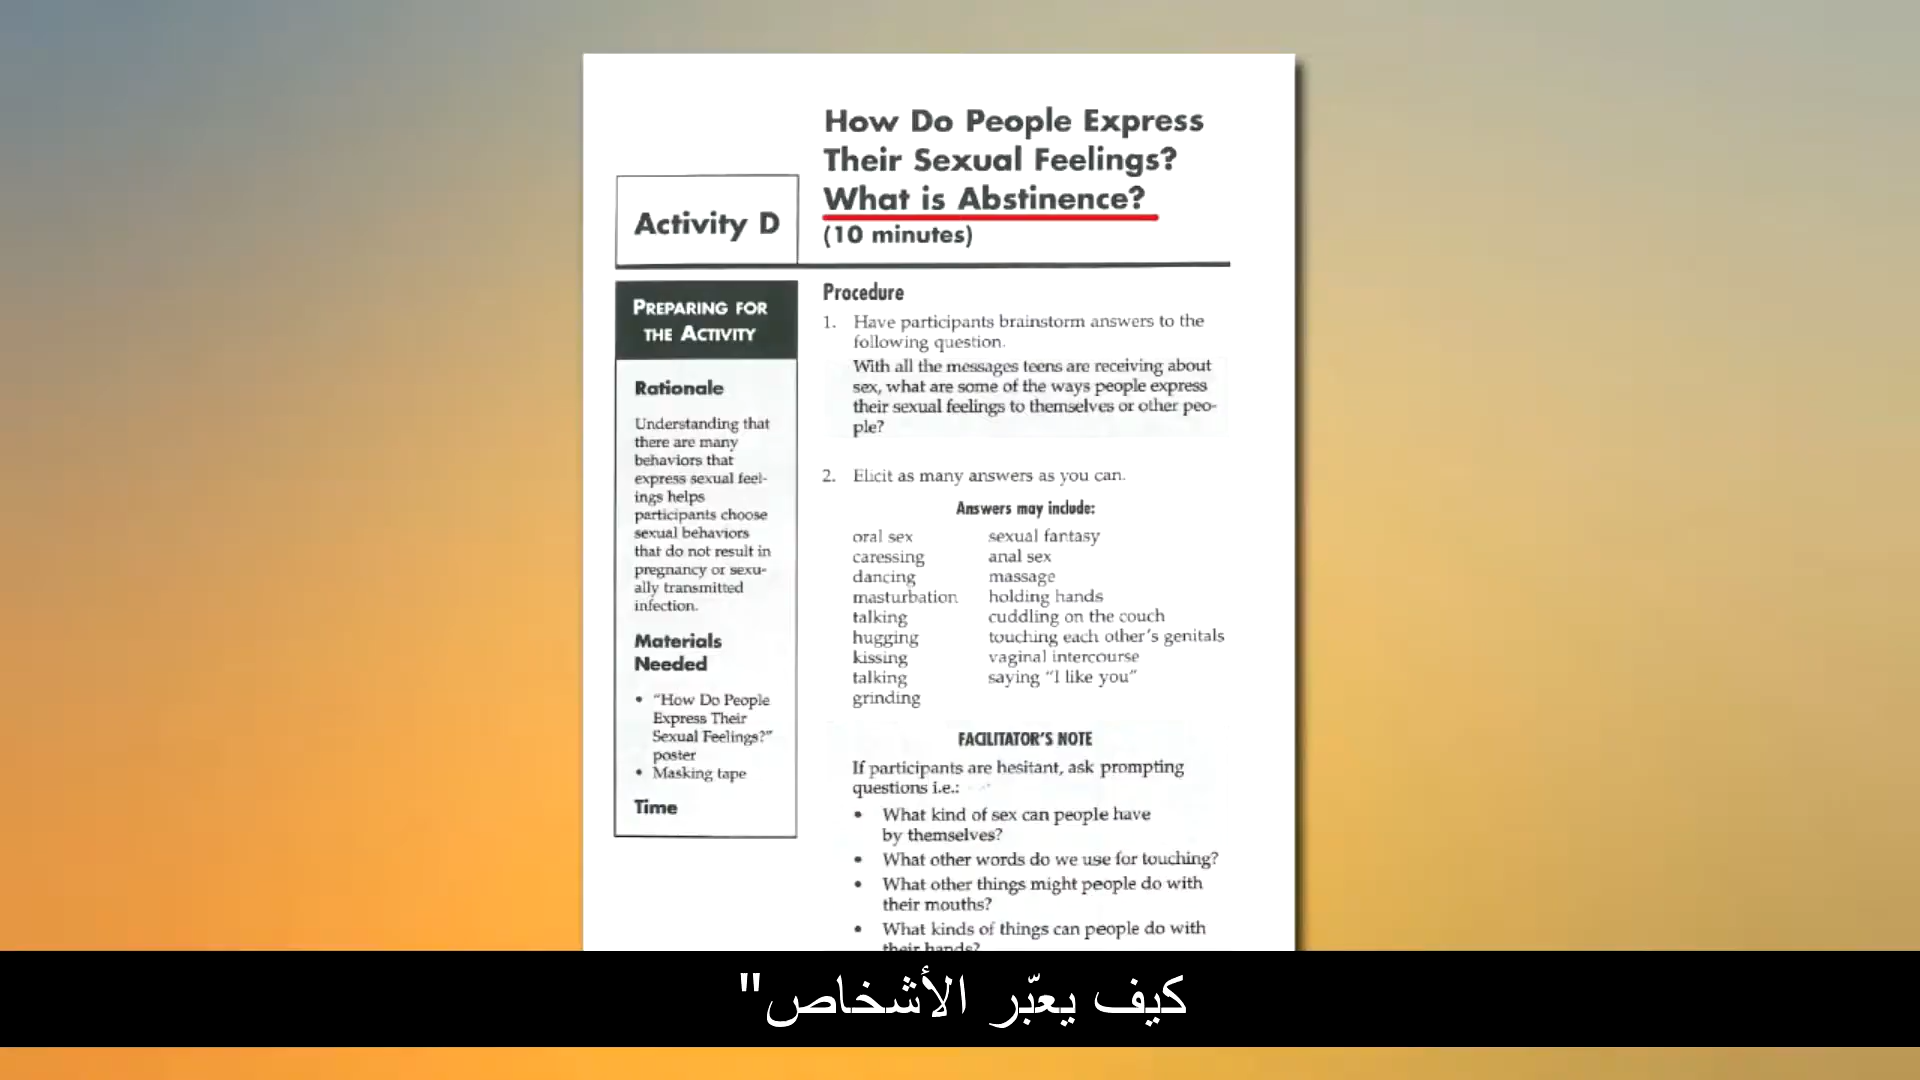 How Do People Express
Their Sexual Feelings?
What is Abstinence?
(10 minutes)
Activity D
PREPARING FOR
THE ACTIVITY
Rationale
Understanding that
there are many
behaviors that
express sexual feel-
ings helps
participants choose
sexual behaviors
that do not result in
pregnancy or sexu-
ally transmitted
infection.
Materials
Needed
• "How Do People
Express Their
Sexual Feelings?"
poster
• Masking tape
Time
Procedure
1. Have participants brainstorm answers to the
following question.
With all the messages teens are receiving about
sex, what are some of the ways people express
their sexual feelings to themselves or other peo-
ple?
2. Elicit as many answers as you can.
Answers may include:
oral sex sexual fantasy
caressing anal sex
dancing massage
masturbation holding hands
talking cuddling on the couch
hugging touching each other's genitals
kissing vaginal intercourse
talking saying "I like you"
grinding
FACILITATOR'S NOTE
If participants are hesitant, ask prompting
questions i.e.:
• What kind of sex can people have
by themselves?
• What other words do we use for touching?
• What other things might people do with
their mouths?
• What kinds of things can people do with
their hands?
كيف يعبّر الأشخاص"